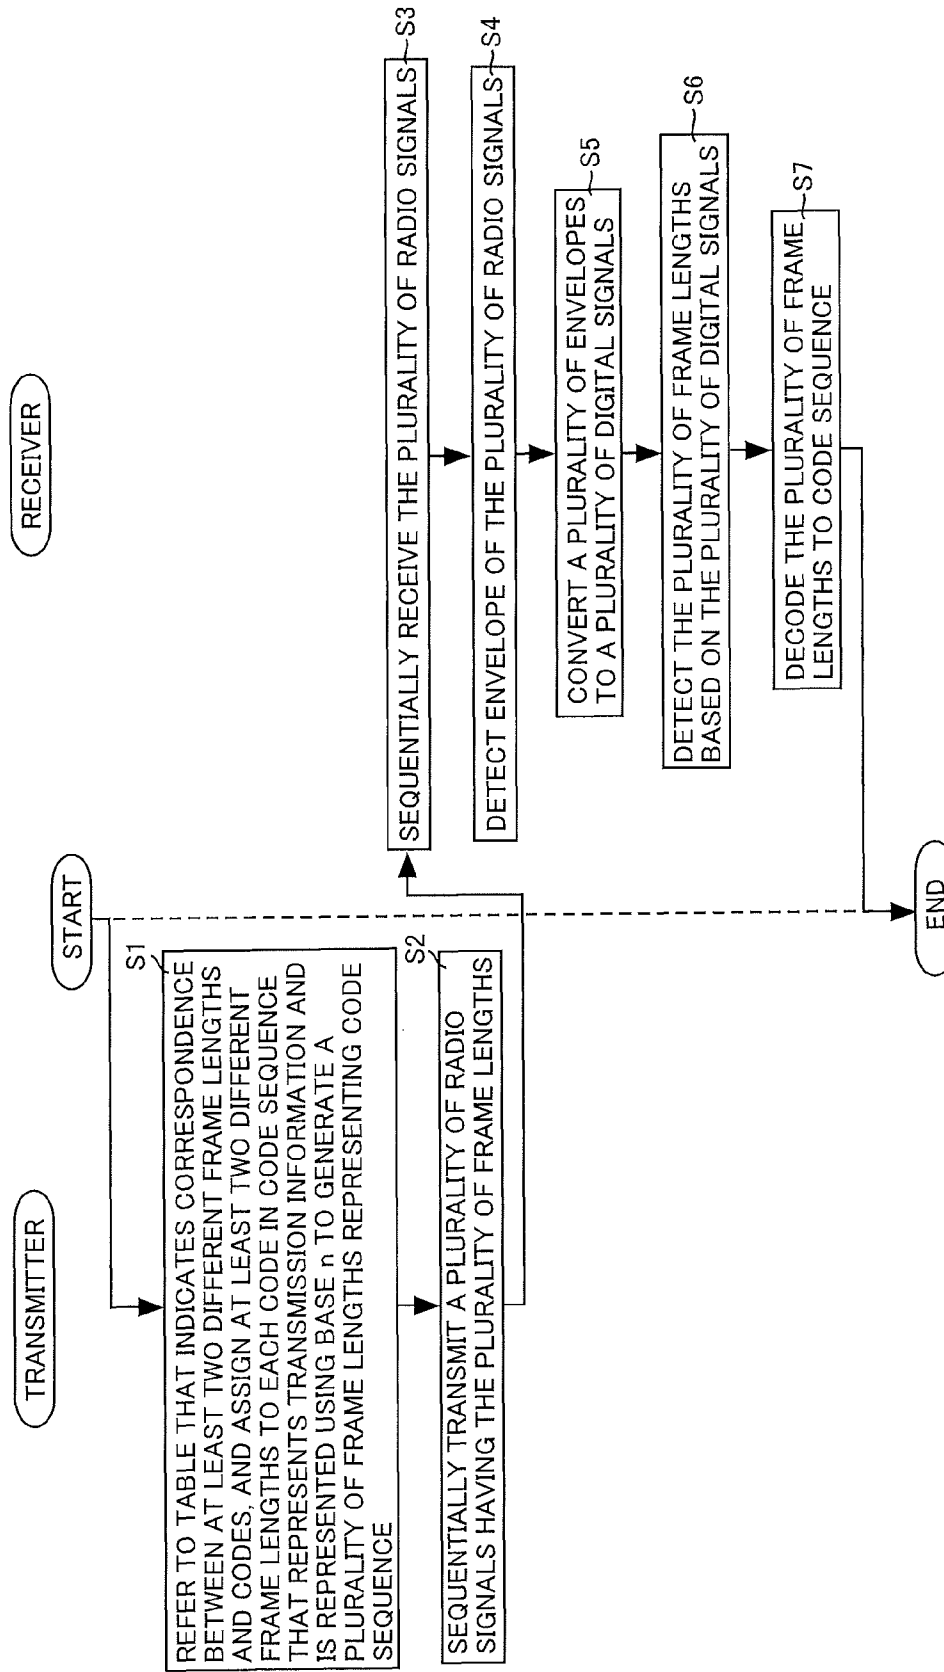 TRANSMITTER
RECEIVER
START
S1
REFER TO TABLE THAT INDICATES CORRESPONDENCE
BETWEEN AT LEAST TWO DIFFERENT FRAME LENGTHS
AND CODES, AND ASSIGN AT LEAST TWO DIFFERENT
FRAME LENGTHS TO EACH CODE IN CODE SEQUENCE
THAT REPRESENTS TRANSMISSION INFORMATION AND
IS REPRESENTED USING BASE n TO GENERATE A
PLURALITY OF FRAME LENGTHS REPRESENTING CODE
SEQUENCE
S2
SEQUENTIALLY TRANSMIT A PLURALITY OF RADIO
SIGNALS HAVING THE PLURALITY OF FRAME LENGTHS
SEQUENTIALLY RECEIVE THE PLURALITY OF RADIO SIGNALS
S3
DETECT ENVELOPE OF THE PLURALITY OF RADIO SIGNALS
S4
CONVERT A PLURALITY OF ENVELOPES
TO A PLURALITY OF DIGITAL SIGNALS
S5
DETECT THE PLURALITY OF FRAME LENGTHS
BASED ON THE PLURALITY OF DIGITAL SIGNALS
S6
DECODE THE PLURALITY OF FRAME
LENGTHS TO CODE SEQUENCE
S7
END